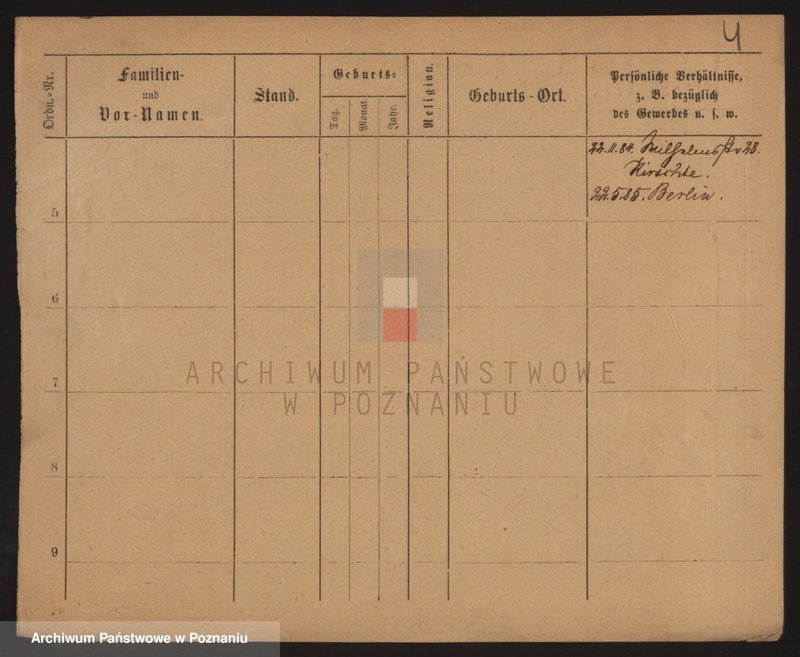 4
Ordn.-Nr.
Familien-
und
Vor-Namen.
Stand.
Geburts-
Tag.
Monat.
Jahr.
Religion.
Geburts-Ort.
Persönliche Verhältnisse,
z. B. bezüglich
des Gewerbes u. s. w.
22.11.84. Wilhelmstr 28.
22.5.85. Berlin.
5
6
7
8
9
ARCHIWUM PAŃSTWOWE
W POZNANIU
Archiwum Państwowe w Poznaniu